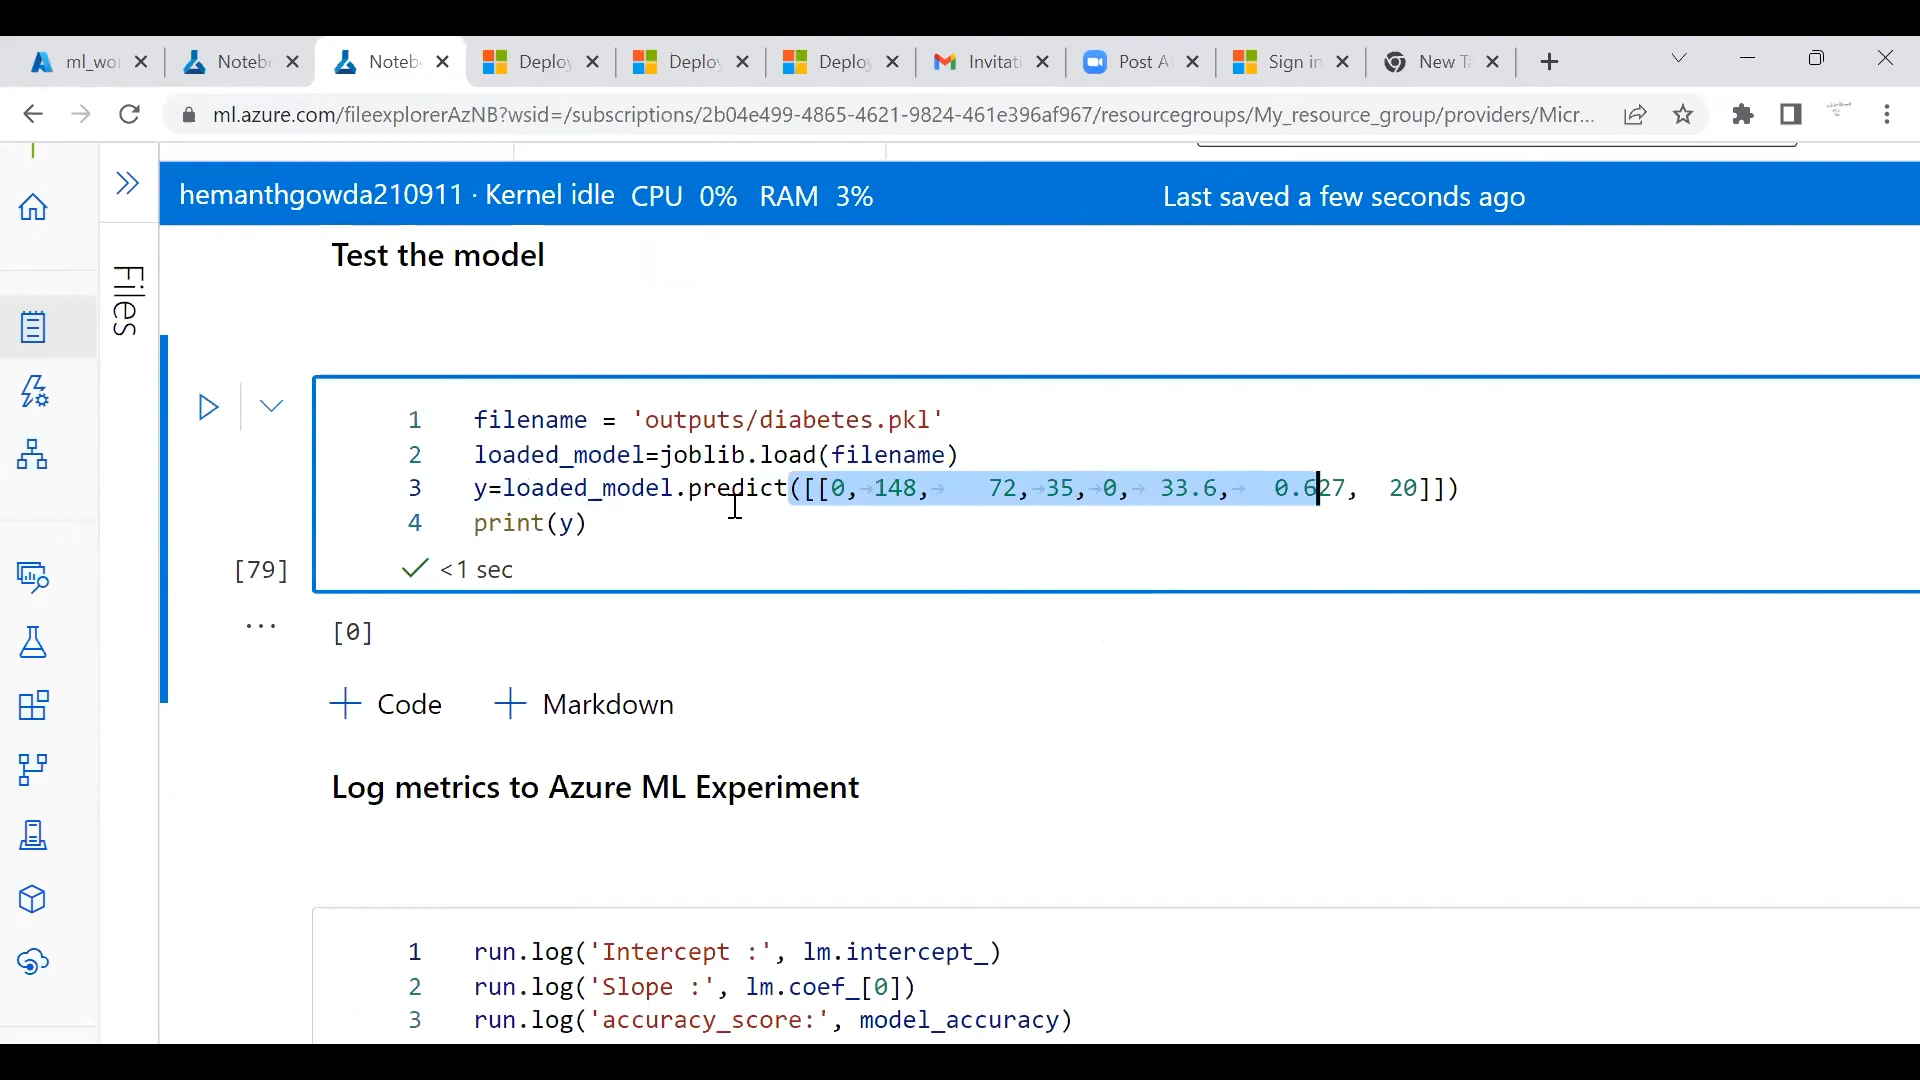 ml_wor
Noteb
Noteb
Deploy
Deploy
Deploy
Invitati
Post A
Sign in
New T
ml.azure.com/fileexplorerAzNB?wsid=/subscriptions/2b04e499-4865-4621-9824-461e396af967/resourcegroups/My_resource_group/providers/Micr...
hemanthgowda210911 · Kernel idle CPU 0% RAM 3% Last saved a few seconds ago
Files
Test the model
1 filename = 'outputs/diabetes.pkl'
2 loaded_model=joblib.load(filename)
3 y=loaded_model.predict([[0, 148, 72, 35, 0, 33.6, 0.627, 20]])
4 print(y)
[79] <1 sec
[0]
Code Markdown
Log metrics to Azure ML Experiment
1 run.log('Intercept :', lm.intercept_)
2 run.log('Slope :', lm.coef_[0])
3 run.log('accuracy_score:', model_accuracy)